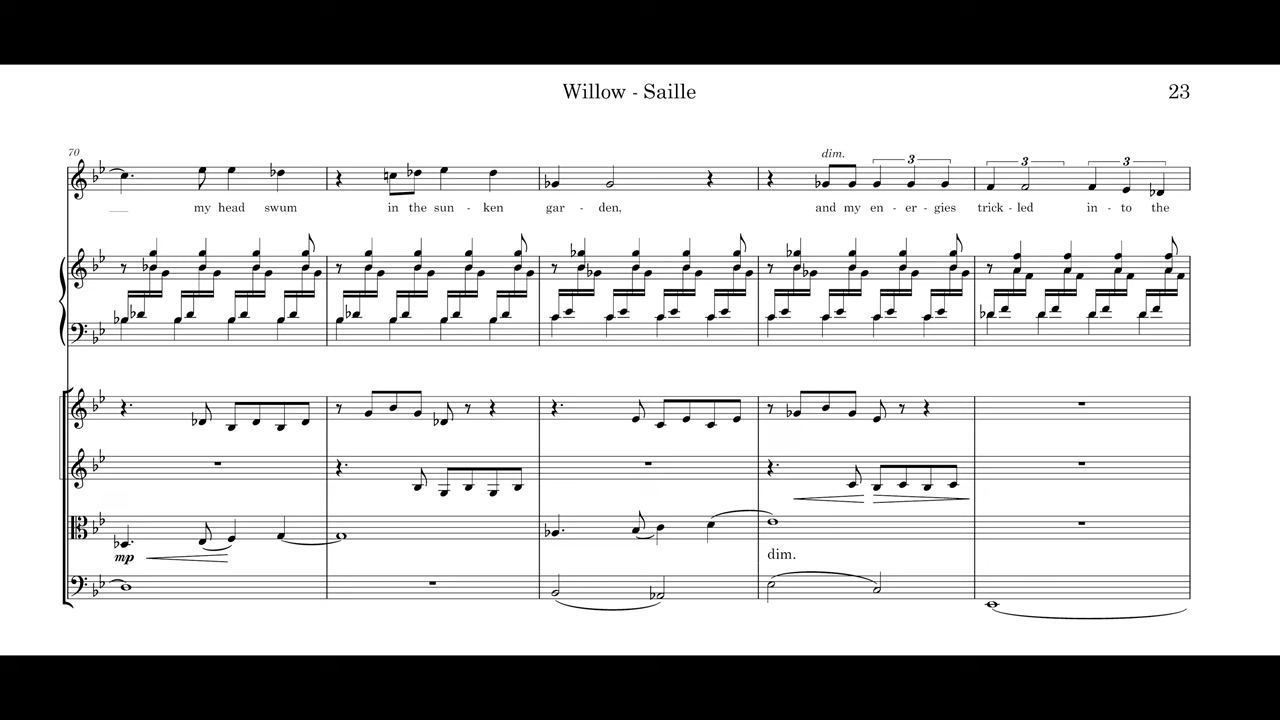 Willow - Saille
23
70
dim.
3
3
3
my head swum in the sun - ken gar - den, and my en - er - gies trick - led in - to the
mp
dim.